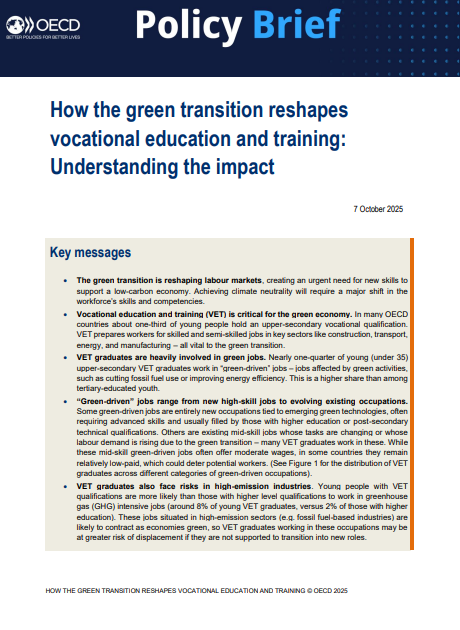 OECD
BETTER POLICIES FOR BETTER LIVES
Policy Brief
How the green transition reshapes
vocational education and training:
Understanding the impact
7 October 2025
Key messages
• The green transition is reshaping labour markets, creating an urgent need for new skills to
support a low-carbon economy. Achieving climate neutrality will require a major shift in the
workforce's skills and competencies.
• Vocational education and training (VET) is critical for the green economy. In many OECD
countries about one-third of young people hold an upper-secondary vocational qualification.
VET prepares workers for skilled and semi-skilled jobs in key sectors like construction, transport,
energy, and manufacturing – all vital to the green transition.
• VET graduates are heavily involved in green jobs. Nearly one-quarter of young (under 35)
upper-secondary VET graduates work in "green-driven" jobs – jobs affected by green activities,
such as cutting fossil fuel use or improving energy efficiency. This is a higher share than among
tertiary-educated youth.
• "Green-driven" jobs range from new high-skill jobs to evolving existing occupations.
Some green-driven jobs are entirely new occupations tied to emerging green technologies, often
requiring advanced skills and usually filled by those with higher education or post-secondary
technical qualifications. Others are existing mid-skill jobs whose tasks are changing or whose
labour demand is rising due to the green transition – many VET graduates work in these. While
these mid-skill green-driven jobs often offer moderate wages, in some countries they remain
relatively low-paid, which could deter potential workers. (See Figure 1 for the distribution of VET
graduates across different categories of green-driven occupations).
• VET graduates also face risks in high-emission industries. Young people with VET
qualifications are more likely than those with higher level qualifications to work in greenhouse
gas (GHG) intensive jobs (around 8% of young VET graduates, versus 2% of those with higher
education). These jobs situated in high-emission sectors (e.g. fossil fuel-based industries) are
likely to contract as economies green, so VET graduates working in these occupations may be
at greater risk of displacement if they are not supported to transition into new roles.
HOW THE GREEN TRANSITION RESHAPES VOCATIONAL EDUCATION AND TRAINING © OECD 2025